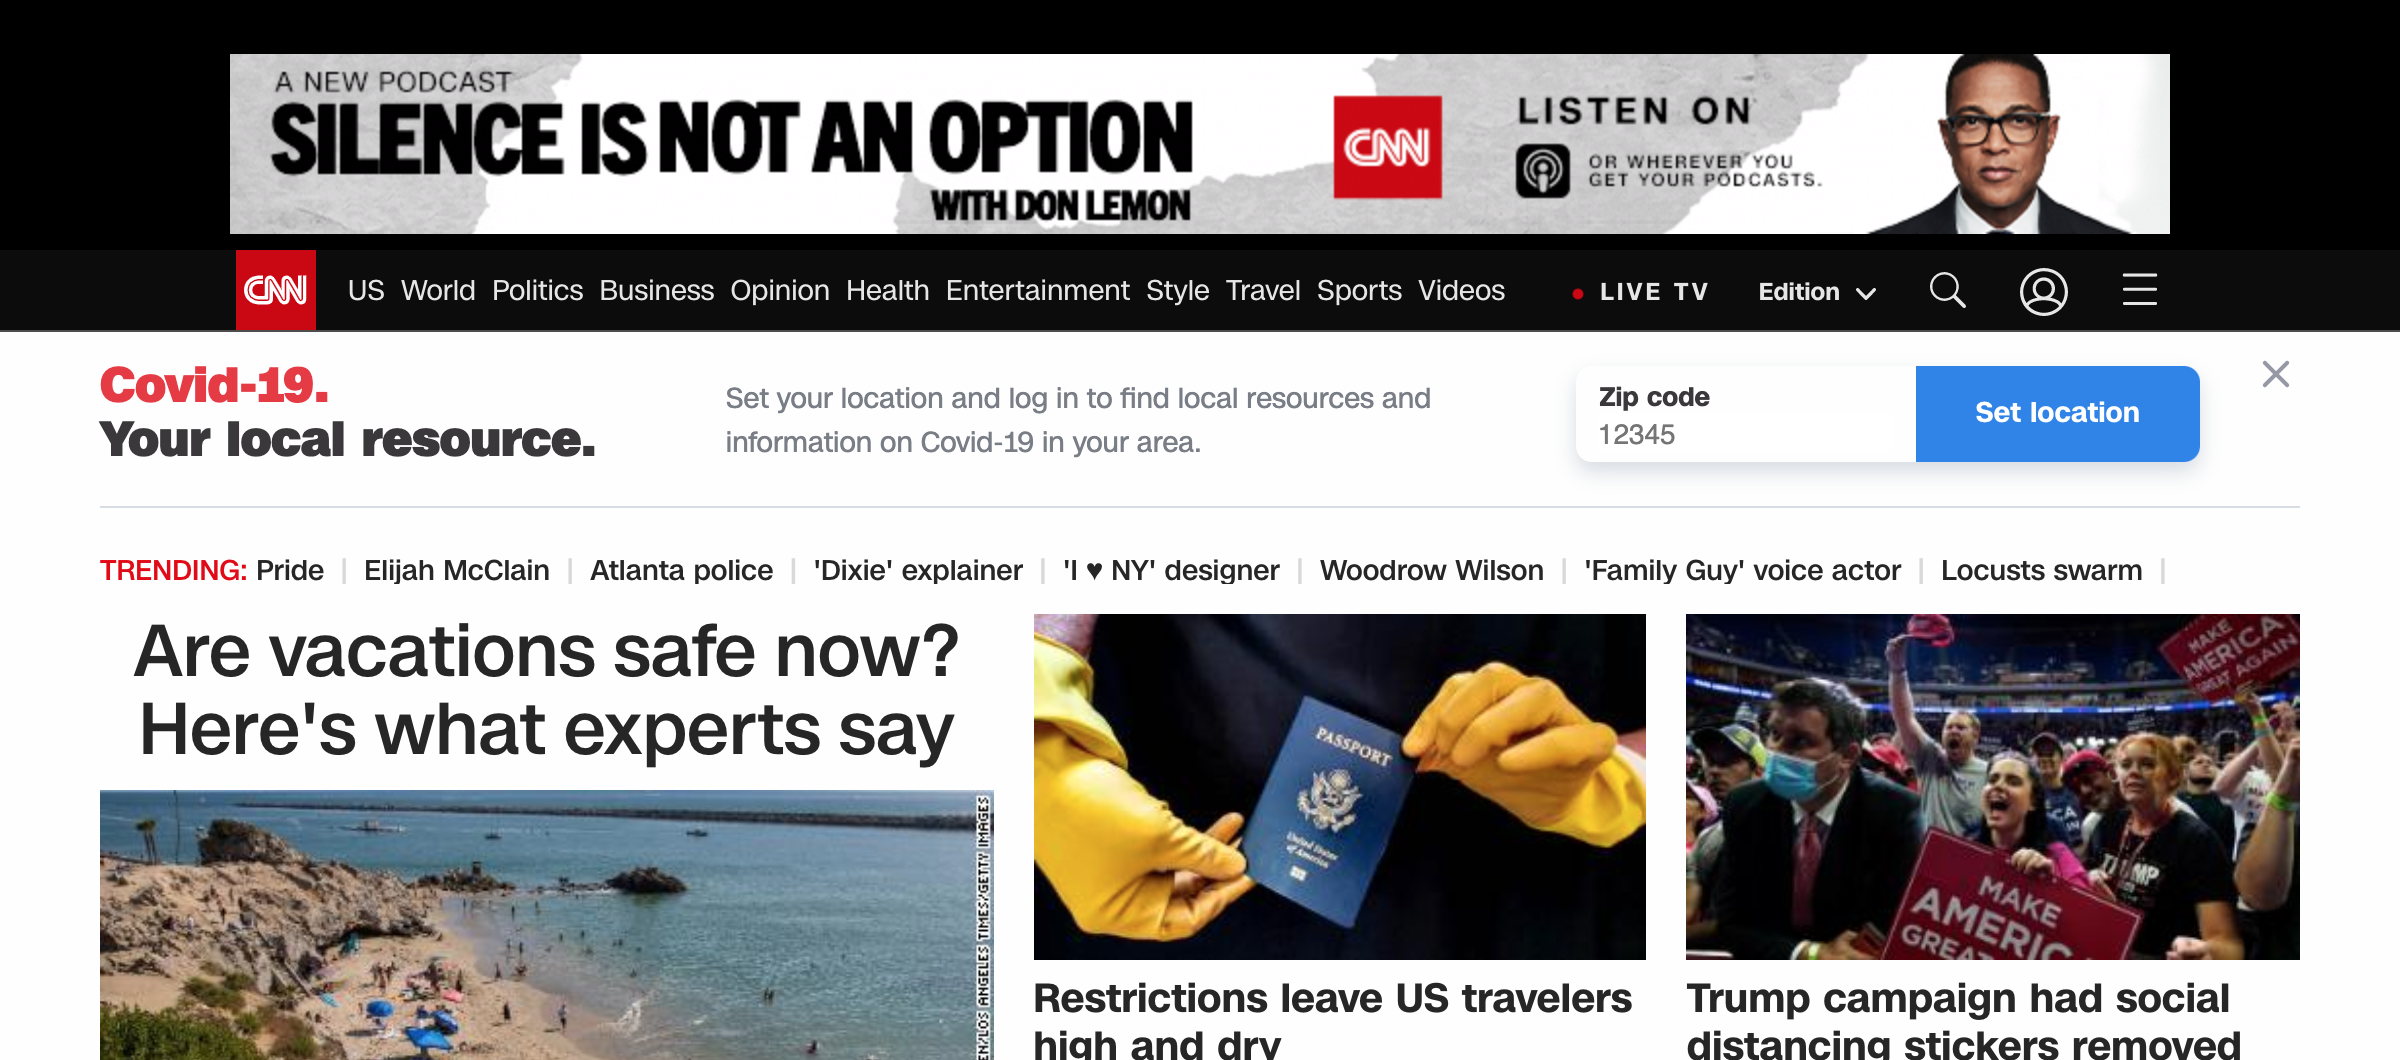 A NEW PODCAST
SILENCE IS NOT AN OPTION
WITH DON LEMON
CNN
LISTEN ON
OR WHEREVER YOU
GET YOUR PODCASTS.
CNN
US World Politics Business Opinion Health Entertainment Style Travel Sports Videos
LIVE TV
Edition
Covid-19.
Your local resource.
Set your location and log in to find local resources and
information on Covid-19 in your area.
Zip code
12345
Set location
TRENDING: Pride | Elijah McClain | Atlanta police | 'Dixie' explainer | 'I ♥ NY' designer | Woodrow Wilson | 'Family Guy' voice actor | Locusts swarm |
Are vacations safe now?
Here's what experts say
LOS ANGELES TIMES/GETTY IMAGES
PASSPORT
United States
of America
MAKE
AMERICA
GREAT AGAIN
TRUMP
MAKE
AMERIC
GREAT
Restrictions leave US travelers
high and dry
Trump campaign had social
distancing stickers removed